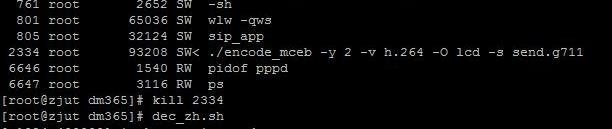 761 root 2652 SW -sh
801 root 65036 SW wlw -qws
805 root 32124 SW sip_app
2334 root 93208 SW< ./encode_mceb -y 2 -v h.264 -O lcd -s send.g711
6646 root 1540 RW pidof pppd
6647 root 3116 RW ps
[root@zjut dm365]# kill 2334
[root@zjut dm365]# dec_zh.sh